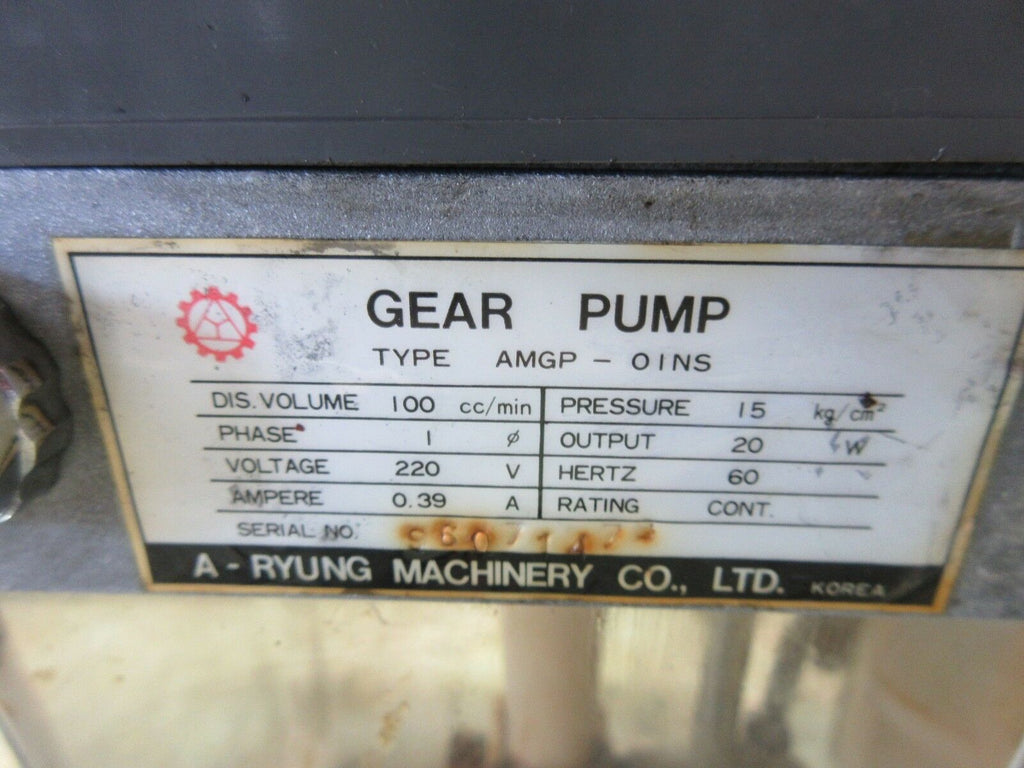 GEAR PUMP
TYPE AMGP - 01NS
DIS. VOLUME 100 cc/min PRESSURE 15 kg/cm²
PHASE 1 ø OUTPUT 20 W
VOLTAGE 220 V HERTZ 60
AMPERE 0.39 A RATING CONT.
SERIAL NO.
A-RYUNG MACHINERY CO., LTD. KOREA